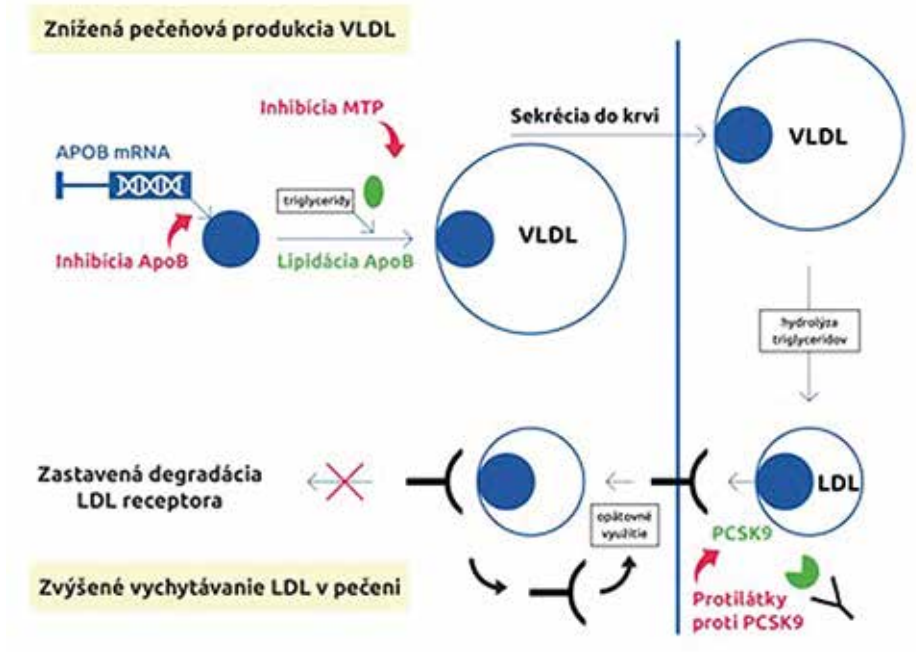 Znížená pečeňová produkcia VLDL
Inhibícia MTP
Sekrécia do krvi
VLDL
APOB mRNA
triglyceridy
VLDL
Inhibícia ApoB
Lipidácia ApoB
hydrolýza
triglyceridov
Zastavená degradácia
LDL receptora
LDL
opätovné
využitie
PCSK9
Zvýšené vychytávanie LDL v pečeni
Protilátky
proti PCSK9